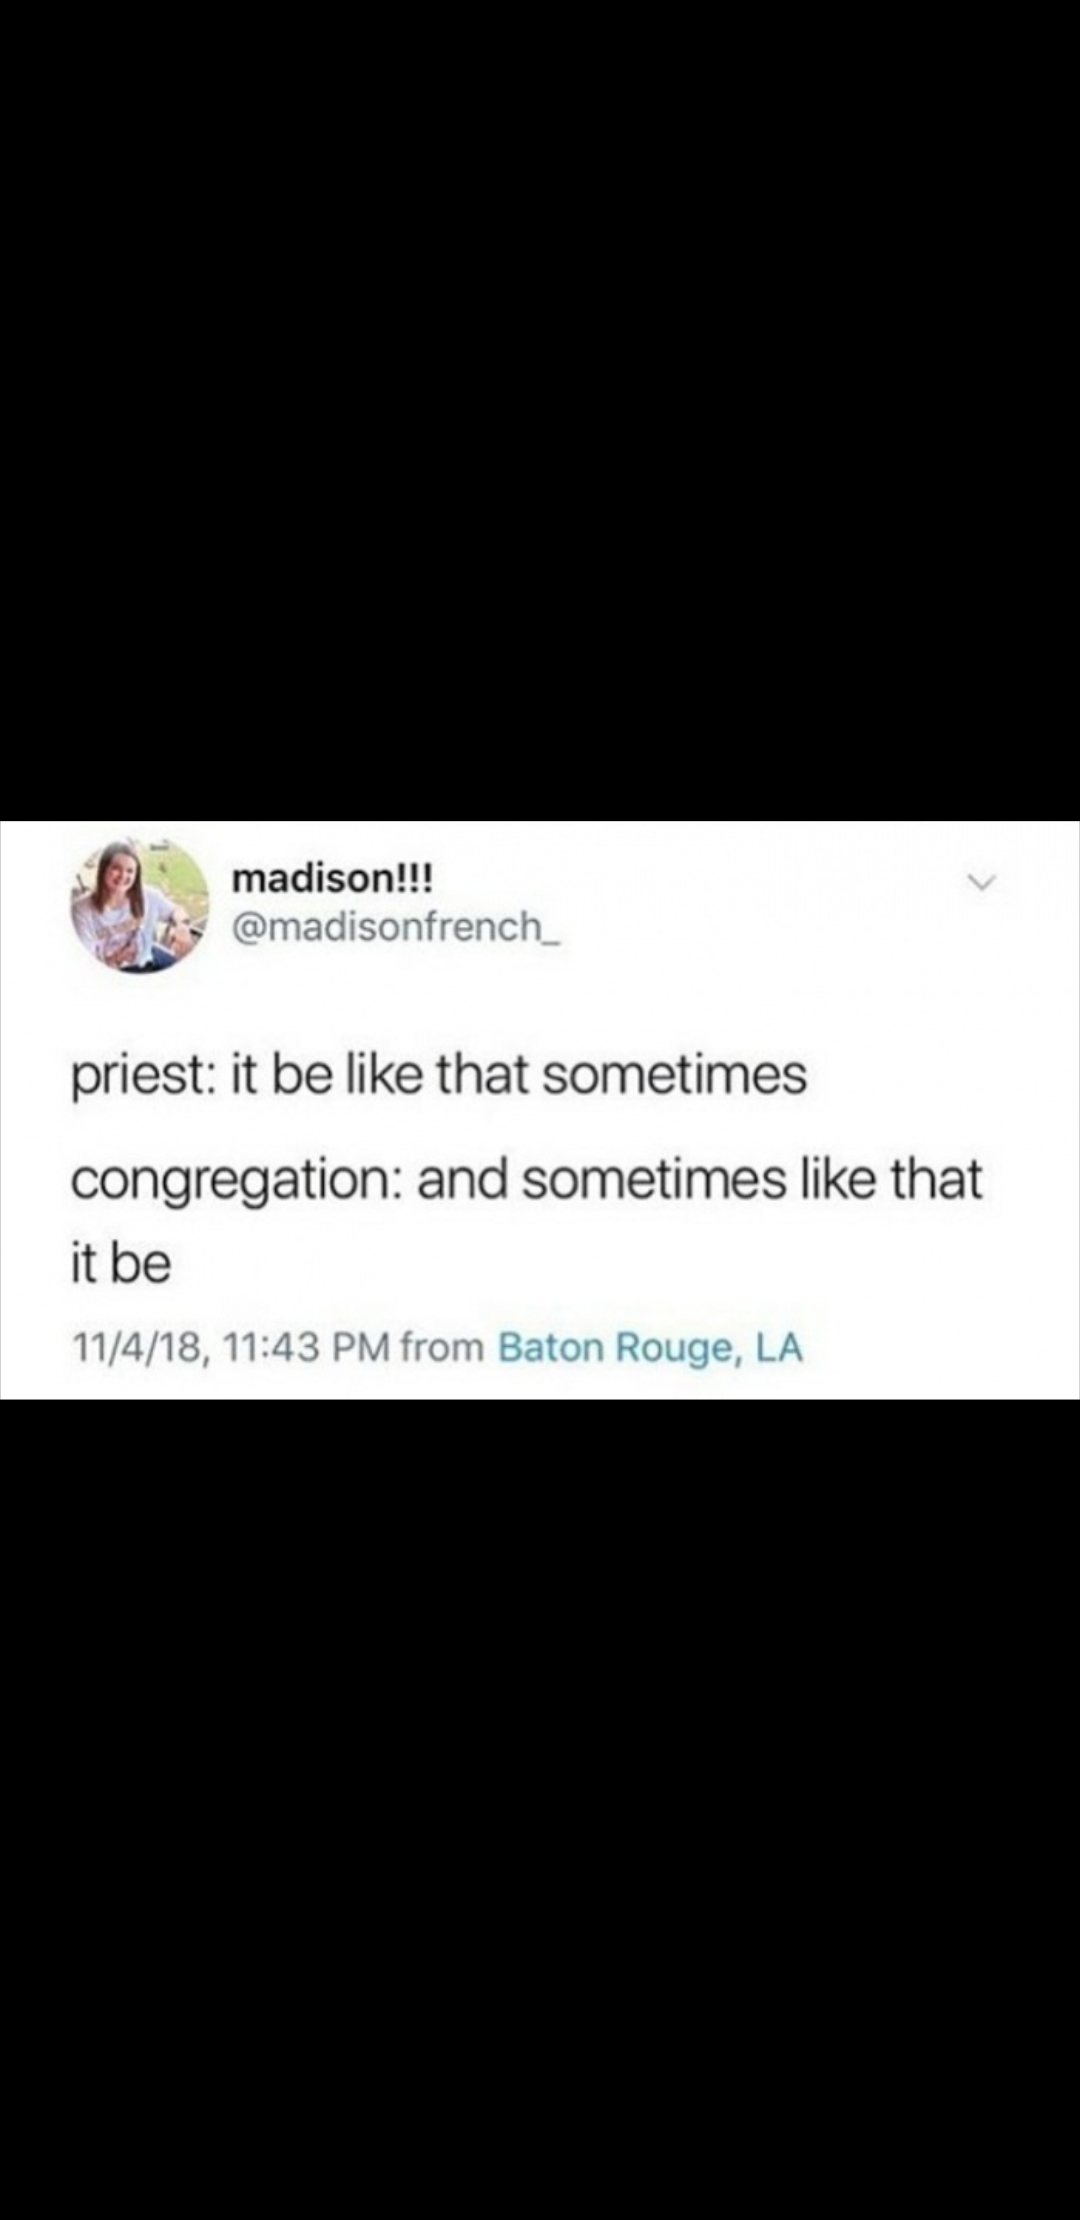 madison!!!
@madisonfrench_
priest: it be like that sometimes
congregation: and sometimes like that
it be
11/4/18, 11:43 PM from Baton Rouge, LA